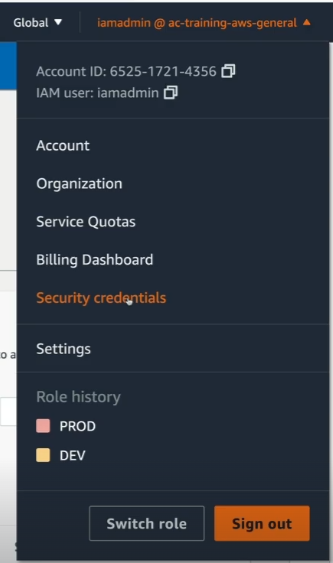 Global
iamadmin @ ac-training-aws-general
Account ID: 6525-1721-4356
IAM user: iamadmin
Account
Organization
Service Quotas
Billing Dashboard
Security credentials
Settings
to a
Role history
PROD
DEV
Switch role
Sign out